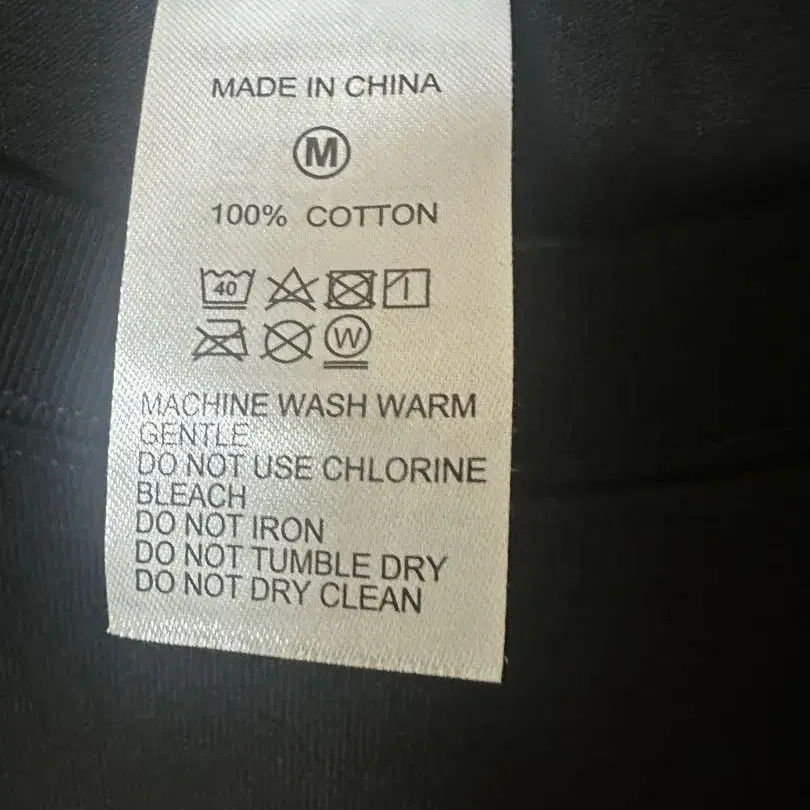 MADE IN CHINA
M
100% COTTON
40
W
MACHINE WASH WARM
GENTLE
DO NOT USE CHLORINE
BLEACH
DO NOT IRON
DO NOT TUMBLE DRY
DO NOT DRY CLEAN